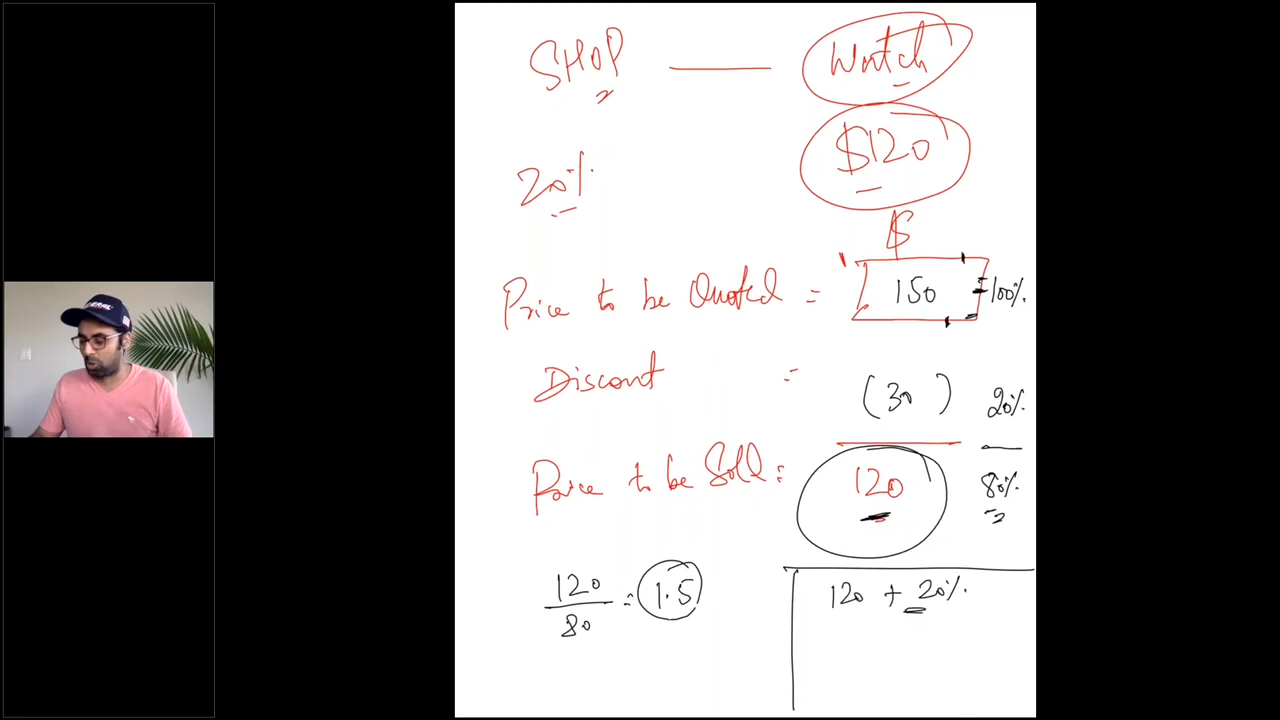 SHOP — Watch
$120
20%
$
Price to be Quoted = 150 100%
Discont = (30) 20%
Price to be Sold = 120 80%
120/80 = 1.5
120 + 20%